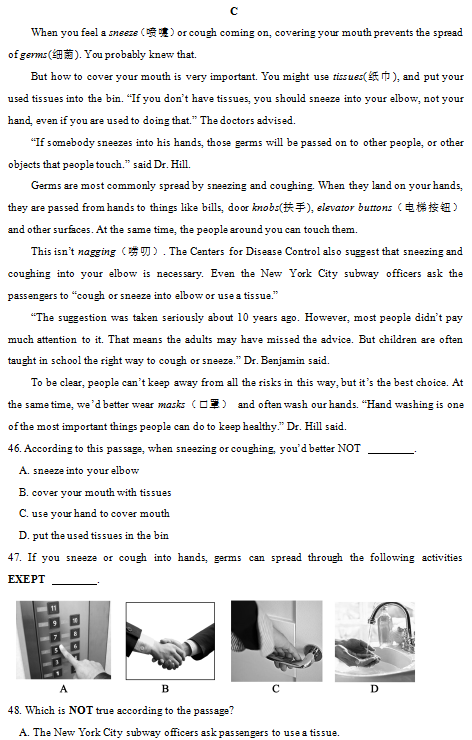 C
When you feel a sneeze（喷嚏）or cough coming on, covering your mouth prevents the spread
of germs(细菌). You probably knew that.
But how to cover your mouth is very important. You might use tissues(纸巾), and put your
used tissues into the bin. “If you don’t have tissues, you should sneeze into your elbow, not your
hand, even if you are used to doing that.” The doctors advised.
“If somebody sneezes into his hands, those germs will be passed on to other people, or other
objects that people touch.” said Dr. Hill.
Germs are most commonly spread by sneezing and coughing. When they land on your hands,
they are passed from hands to things like bills, door knobs(扶手), elevator buttons（电梯按钮）
and other surfaces. At the same time, the people around you can touch them.
This isn’t nagging（唠叨）. The Centers for Disease Control also suggest that sneezing and
coughing into your elbow is necessary. Even the New York City subway officers ask the
passengers to “cough or sneeze into elbow or use a tissue.”
“The suggestion was taken seriously about 10 years ago. However, most people didn’t pay
much attention to it. That means the adults may have missed the advice. But children are often
taught in school the right way to cough or sneeze.” Dr. Benjamin said.
To be clear, people can’t keep away from all the risks in this way, but it’s the best choice. At
the same time, we’d better wear masks（口罩） and often wash our hands. “Hand washing is one
of the most important things people can do to keep healthy.” Dr. Hill said.
46. According to this passage, when sneezing or coughing, you’d better NOT ________.
A. sneeze into your elbow
B. cover your mouth with tissues
C. use your hand to cover mouth
D. put the used tissues in the bin
47. If you sneeze or cough into hands, germs can spread through the following activities
EXEPT ________.
11
9 10
7 8
5 6
3
1
A B C D
48. Which is NOT true according to the passage?
A. The New York City subway officers ask passengers to use a tissue.